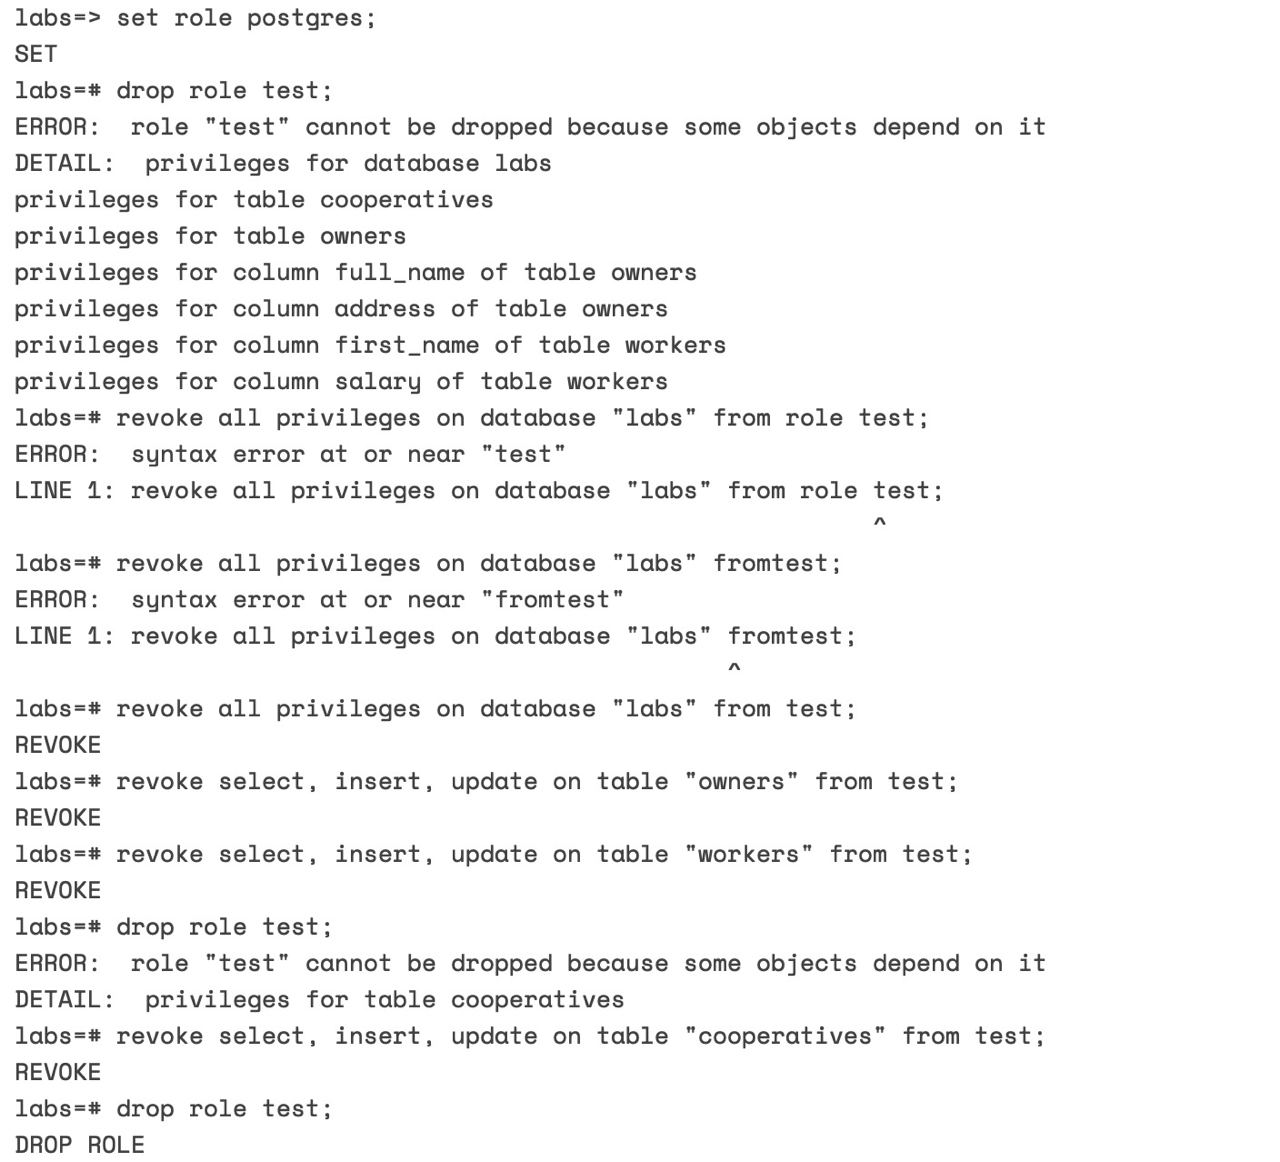 labs=> set role postgres;
SET
labs=# drop role test;
ERROR:  role "test" cannot be dropped because some objects depend on it
DETAIL:  privileges for database labs
privileges for table cooperatives
privileges for table owners
privileges for column full_name of table owners
privileges for column address of table owners
privileges for column first_name of table workers
privileges for column salary of table workers
labs=# revoke all privileges on database "labs" from role test;
ERROR:  syntax error at or near "test"
LINE 1: revoke all privileges on database "labs" from role test;
                                                           ^
labs=# revoke all privileges on database "labs" fromtest;
ERROR:  syntax error at or near "fromtest"
LINE 1: revoke all privileges on database "labs" fromtest;
                                                 ^
labs=# revoke all privileges on database "labs" from test;
REVOKE
labs=# revoke select, insert, update on table "owners" from test;
REVOKE
labs=# revoke select, insert, update on table "workers" from test;
REVOKE
labs=# drop role test;
ERROR:  role "test" cannot be dropped because some objects depend on it
DETAIL:  privileges for table cooperatives
labs=# revoke select, insert, update on table "cooperatives" from test;
REVOKE
labs=# drop role test;
DROP ROLE